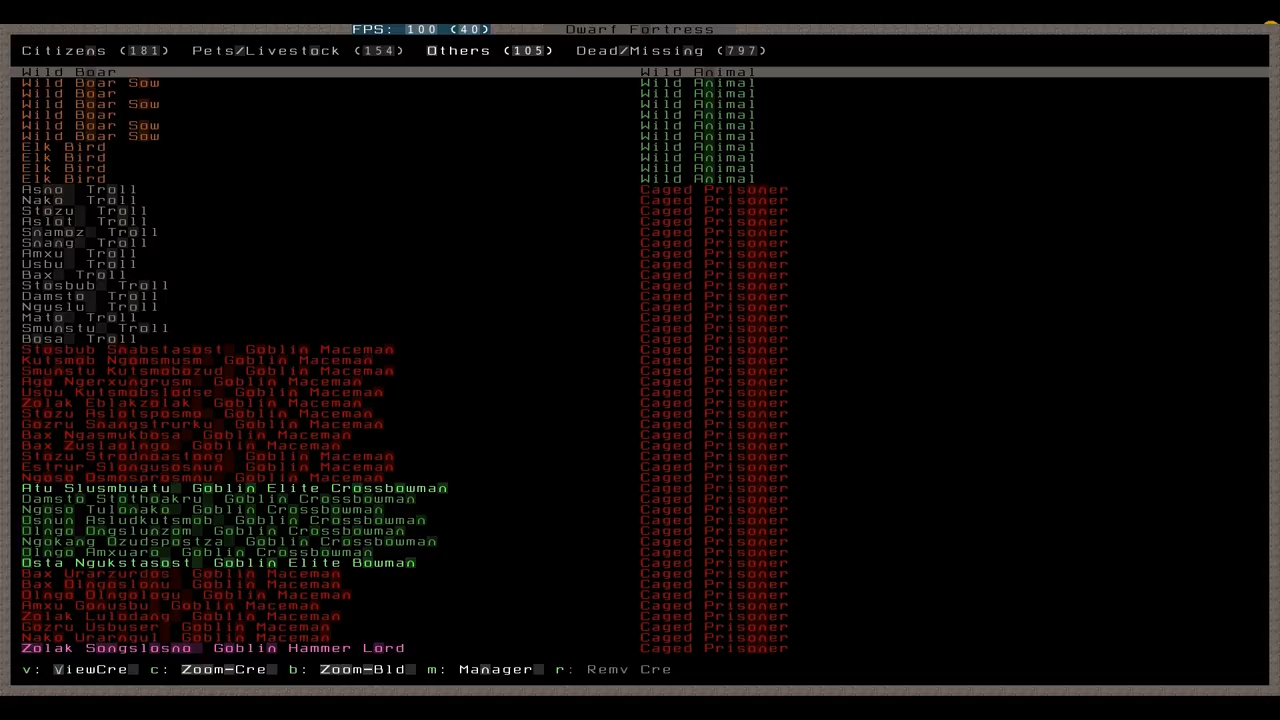 FPS: 100 (40) Dwarf Fortress
Citizens (181) Pets/Livestock (154) Others (105) Dead/Missing (797)
Wild Boar Wild Animal
Wild Boar Sow Wild Animal
Wild Boar Wild Animal
Wild Boar Sow Wild Animal
Wild Boar Wild Animal
Wild Boar Sow Wild Animal
Wild Boar Sow Wild Animal
Elk Bird Wild Animal
Elk Bird Wild Animal
Elk Bird Wild Animal
Elk Bird Wild Animal
Asno Troll Caged Prisoner
Nako Troll Caged Prisoner
Stozu Troll Caged Prisoner
Aslot Troll Caged Prisoner
Snamoz Troll Caged Prisoner
Snang Troll Caged Prisoner
Amxu Troll Caged Prisoner
Usbu Troll Caged Prisoner
Bax Troll Caged Prisoner
Stosbub Troll Caged Prisoner
Damsto Troll Caged Prisoner
Nguslu Troll Caged Prisoner
Mato Troll Caged Prisoner
Smunstu Troll Caged Prisoner
Bosa Troll Caged Prisoner
Stosbub Snabstasost Goblin Maceman Caged Prisoner
Kutsmob Ngomsmusm Goblin Maceman Caged Prisoner
Smunstu Kutsmobozud Goblin Maceman Caged Prisoner
Ago Ngerxungrusm Goblin Maceman Caged Prisoner
Usbu Kutsmobslodse Goblin Maceman Caged Prisoner
Zolak Eblakzolak Goblin Maceman Caged Prisoner
Stozu Aslotsposmo Goblin Maceman Caged Prisoner
Gozru Snangstrurku Goblin Maceman Caged Prisoner
Bax Ngasmukbosa Goblin Maceman Caged Prisoner
Bax Zuslaolngo Goblin Maceman Caged Prisoner
Stozu Strodnoastong Goblin Maceman Caged Prisoner
Estrur Slongusosnun Goblin Maceman Caged Prisoner
Ngoso Osmosprosmnu Goblin Maceman Caged Prisoner
Atu Slusmbuatu Goblin Elite Crossbowman Caged Prisoner
Damsto Stothoakru Goblin Crossbowman Caged Prisoner
Ngoso Tulonako Goblin Crossbowman Caged Prisoner
Osnun Asludkutsmob Goblin Crossbowman Caged Prisoner
Olngo Ongslunzom Goblin Crossbowman Caged Prisoner
Ngokang Ozudspostza Goblin Crossbowman Caged Prisoner
Olngo Amxuaro Goblin Crossbowman Caged Prisoner
Osta Ngukstasost Goblin Elite Bowman Caged Prisoner
Bax Urarzurdos Goblin Maceman Caged Prisoner
Bax Olngoslonu Goblin Maceman Caged Prisoner
Olngo Olngologu Goblin Maceman Caged Prisoner
Amxu Gonusbu Goblin Maceman Caged Prisoner
Zolak Lulodang Goblin Maceman Caged Prisoner
Gozru Usbuser Goblin Maceman Caged Prisoner
Nako Urarngul Goblin Maceman Caged Prisoner
Zolak Songslosno Goblin Hammer Lord Caged Prisoner
v: ViewCre c: Zoom-Cre b: Zoom-Bld m: Manager r: Remv Cre